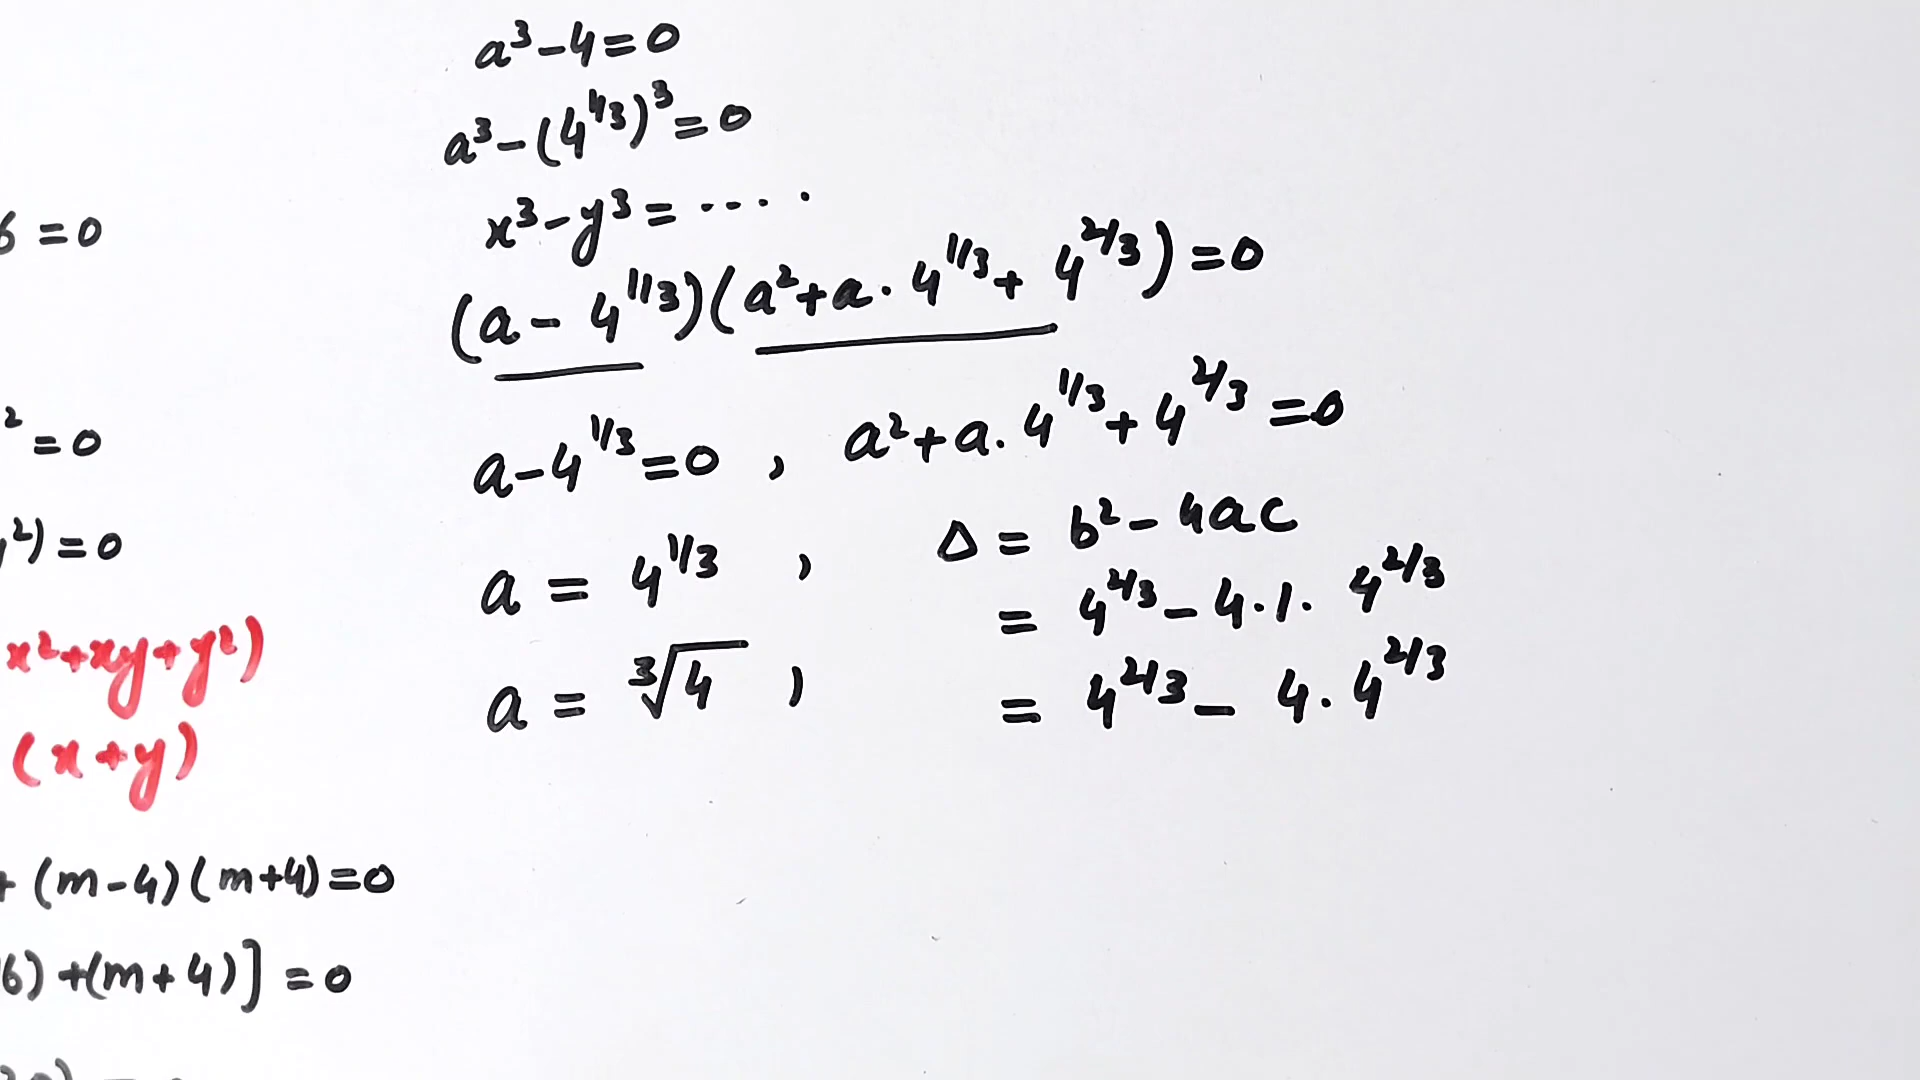 a³-4=0
a³-(4^1/3)³=0
x³-y³=.....
(a-4^1/3)(a²+a·4^1/3+4^2/3)=0
a-4^1/3=0 , a²+a.4^1/3+4^2/3=0
a=4^1/3 , Δ=b²-4ac
=4^2/3-4·1·4^2/3
a=∛4 , =4^2/3-4·4^2/3
6=0
²=0
²)=0
x²+xy+y²)
(x+y)
+(m-4)(m+4)=0
6)+(m+4)]=0